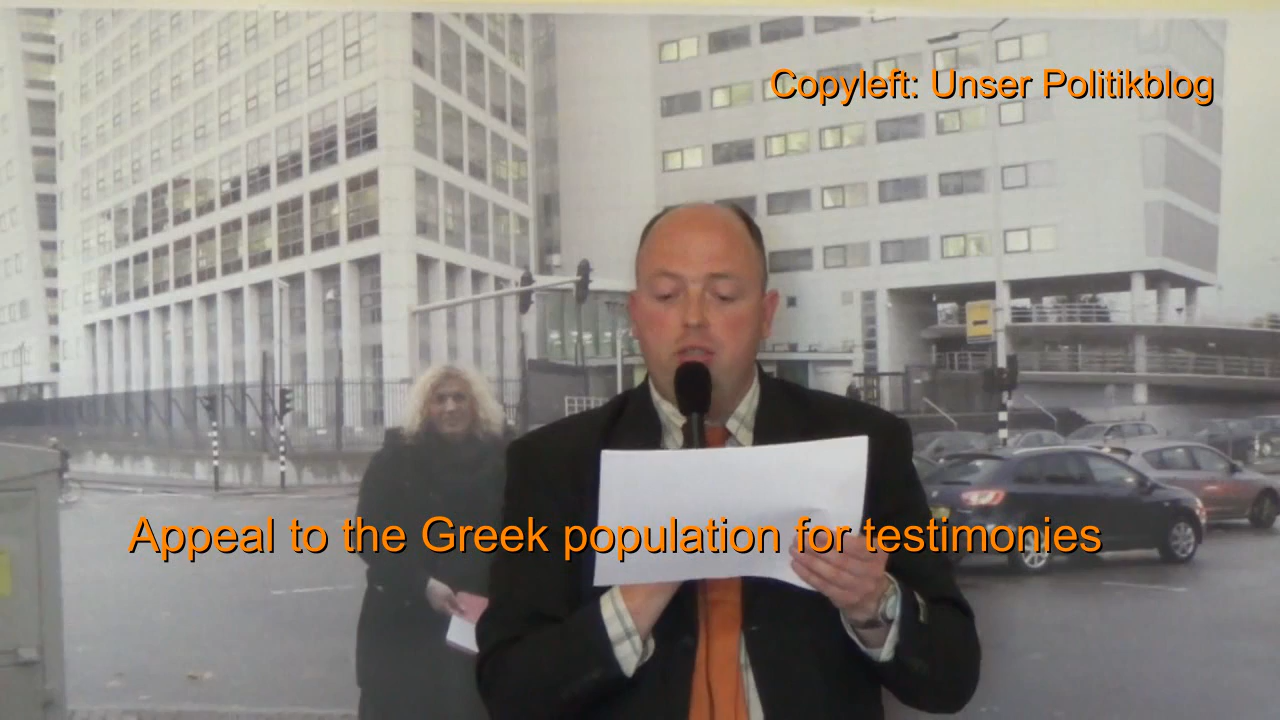 Copyleft: Unser Politikblog
Appeal to the Greek population for testimonies